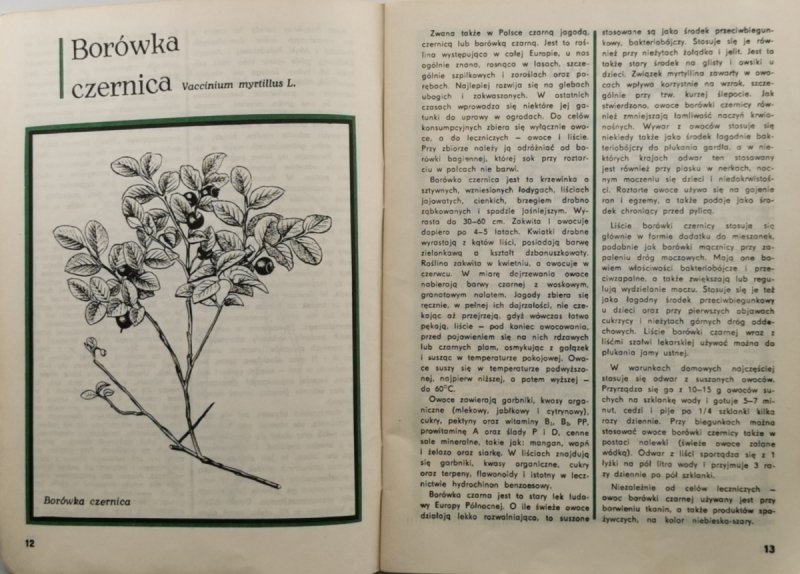 Borówka
czernica Vaccinium myrtillus L.
Borówka czernica
12
Zwana także w Polsce czarną jagodą,
czernicą lub borówką czarną. Jest to roś-
lina występująca w całej Europie, u nas
ogólnie znana, rosnąca w lasach, szcze-
gólnie szpilkowych i zaroślach oraz po-
rębach. Najlepiej rozwija się na glebach
ubogich i zakwaszonych. W ostatnich
czasach wprowadza się niektóre jej ga-
tunki do uprawy w ogrodach. Do celów
konsumpcyjnych zbiera się wyłącznie owo-
ce, a do leczniczych – owoce i liście.
Przy zbiorze należy ją odróżniać od bo-
rówki bagiennej, której sok przy roztar-
ciu w palcach nie barwi.
Borówka czernica jest to krzewinka o
sztywnych, wzniesionych łodygach, liściach
jajowatych, cienkich, brzegiem drobno
ząbkowanych i spodzie jaśniejszym. Wy-
rasta do 30–60 cm. Zakwita i owocuje
dopiero po 4–5 latach. Kwiatki drobne
wyrastają z kątów liści, posiadają barwę
zielonkawą a kształt dzbanuszkowaty.
Roślina zakwita w kwietniu, a owocuje w
czerwcu. W miarę dojrzewania owoce
nabierają barwy czarnej z woskowym,
granatowym nalotem. Jagody zbiera się
ręcznie, w pełnej ich dojrzałości, nie cze-
kając aż przejrzeją, gdyż wówczas łatwo
pękają, liście – pod koniec owocowania,
przed pojawieniem się na nich rdzawych
lub czarnych plam, osmykując z gałązek
i susząc w temperaturze pokojowej. Owo-
ce suszy się w temperaturze podwyższo-
nej, najpierw niższej, a potem wyższej –
do 60°C.
Owoce zawierają garbniki, kwasy orga-
niczne (mlekowy, jabłkowy i cytrynowy),
cukry, pektyny oraz witaminy B₁, B₂, PP,
prowitaminę A oraz ślady P i D, cenne
sole mineralne, takie jak: mangan, wapń
i żelazo oraz siarkę. W liściach znajdują
się garbniki, kwasy organiczne, cukry
oraz terpeny, flawonoidy i istotny w lecz-
nictwie hydrochinon benzoesowy.
Borówka czarna jest to stary lek ludo-
wy Europy Północnej. O ile świeże owoce
działają lekko rozwalniająco, to suszone
stosowane są jako środek przeciwbiegun-
kowy, bakteriobójczy. Stosuje się je rów-
nież przy nieżytach żołądka i jelit. Jest to
także stary środek na glisty i owsiki u
dzieci. Związek myrtyllina zawarty w owo-
cach wpływa korzystnie na wzrok, szcze-
gólnie przy tzw. kurzej ślepocie. Jak
stwierdzono, owoce borówki czernicy rów-
nież zmniejszają łamliwość naczyń krwio-
nośnych. Wywar z owoców stosuje się
niekiedy także jako środek łagodnie bak-
teriobójczy do płukania gardła, a w nie-
których krajach odwar ten stosowany
jest również przy piasku w nerkach, noc-
nym moczeniu się dzieci i niedokrwistoś-
ci. Roztarte owoce używa się na gojenie
ran i egzemy, a także podaje jako śro-
dek chroniący przed pylicą.
Liście borówki czernicy stosuje się
głównie w formie dodatku do mieszanek,
podobnie jak borówki mącznicy przy za-
paleniu dróg moczowych. Mają one bo-
wiem właściwości bakteriobójcze i prze-
ciwzapalne, a także zwiększają lub regu-
lują wydzielanie moczu. Stosuje się je też
jako łagodny środek przeciwbiegunkowy
u dzieci oraz przy pierwszych objawach
cukrzycy i nieżytach górnych dróg odde-
chowych. Liście borówki czarnej wraz z
liśćmi szałwi lekarskiej używać można do
płukania jamy ustnej.
W warunkach domowych najczęściej
stosuje się odwar z suszonych owoców.
Przyrządza się go z 10–15 g owoców su-
chych na szklankę wody i gotuje 5–7 mi-
nut, cedzi i pije po 1/4 szklanki kilka
razy dziennie. Przy biegunkach można
stosować owoce borówki czernicy także w
postaci nalewki (świeże owoce zalane
wódką). Odwar z liści sporządza się z 1
łyżki na pół litra wody i przyjmuje 3 ra-
zy dziennie po pół szklanki.
Niezależnie od celów leczniczych –
owoc borówki czarnej używany jest przy
barwieniu tkanin, a także produktów spo-
żywczych, na kolor niebieska-szary.
13